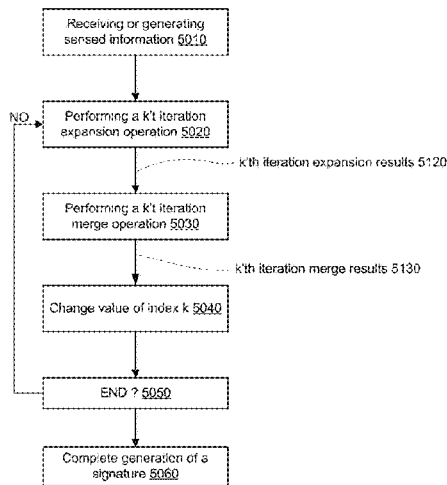 Receiving or generating
sensed information 5010
NO
Performing a k't iteration
expansion operation 5020
k'th iteration expansion results 5120
Performing a k't iteration
merge operation 5030
k'th iteration merge results 5130
Change value of index k 5040
END ? 5050
Complete generation of a
signature 5060